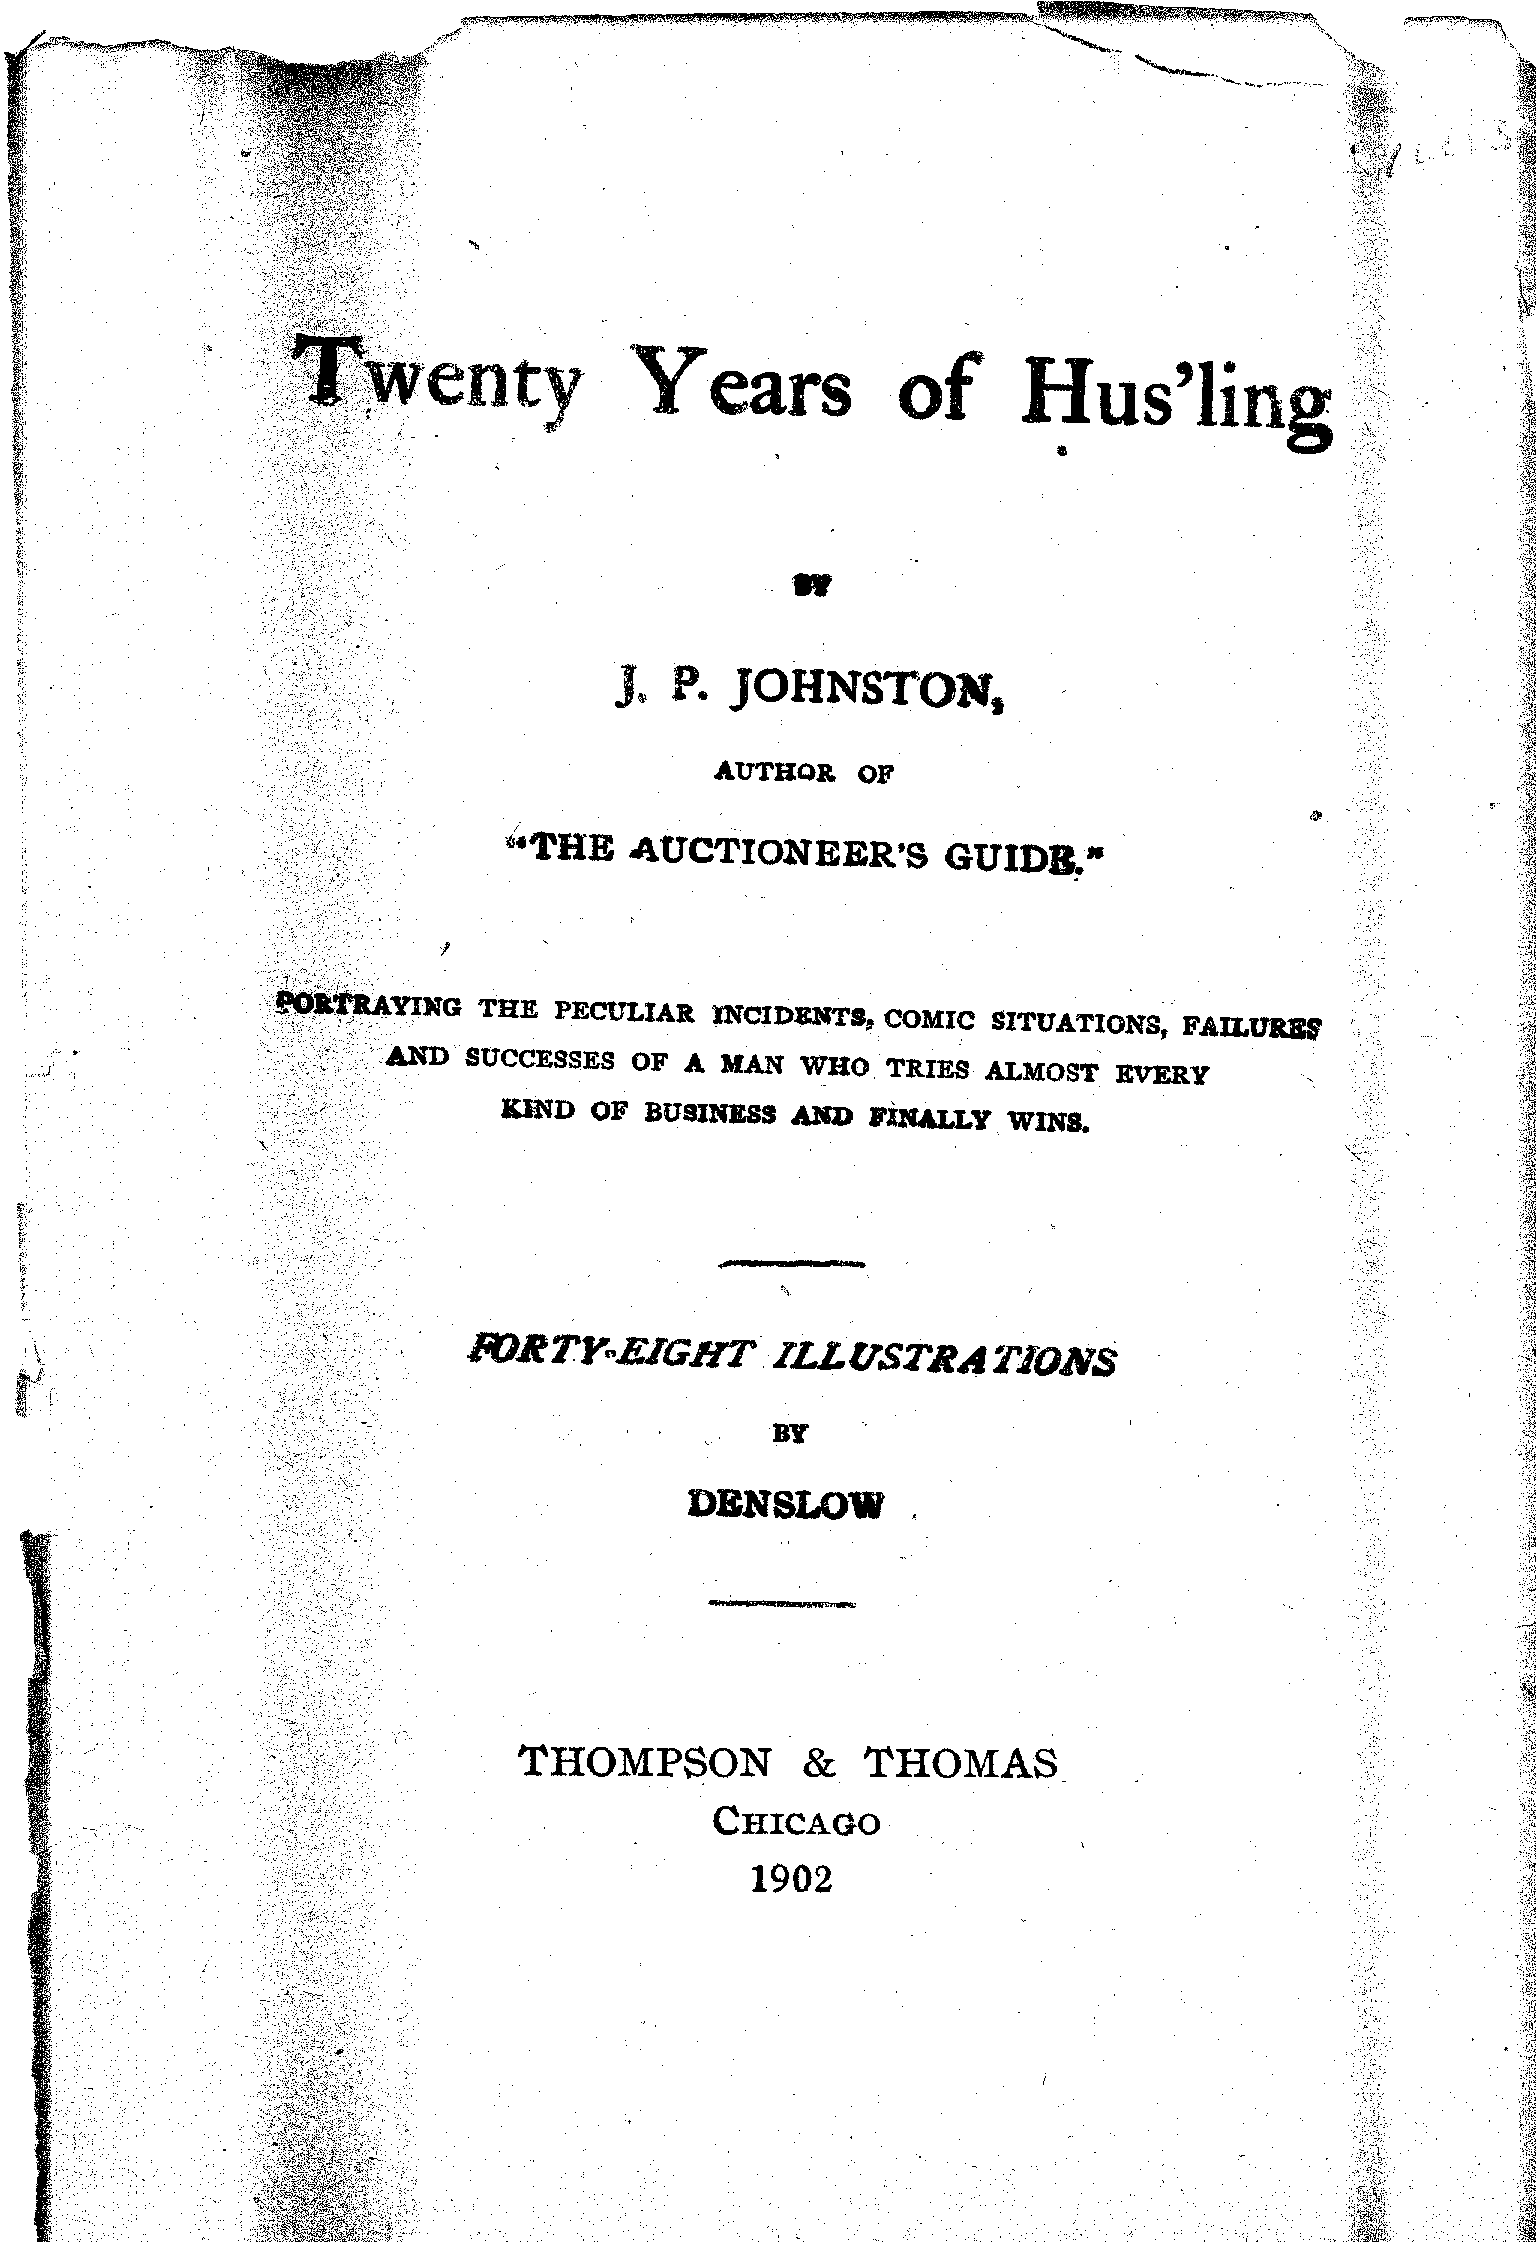 Twenty Years of Hus'ling
BY
J. P. JOHNSTON,
AUTHOR OF
"THE AUCTIONEER'S GUIDE."
PORTRAYING THE PECULIAR INCIDENTS, COMIC SITUATIONS, FAILURES
AND SUCCESSES OF A MAN WHO TRIES ALMOST EVERY
KIND OF BUSINESS AND FINALLY WINS.
FORTY-EIGHT ILLUSTRATIONS
BY
DENSLOW
THOMPSON & THOMAS
CHICAGO
1902